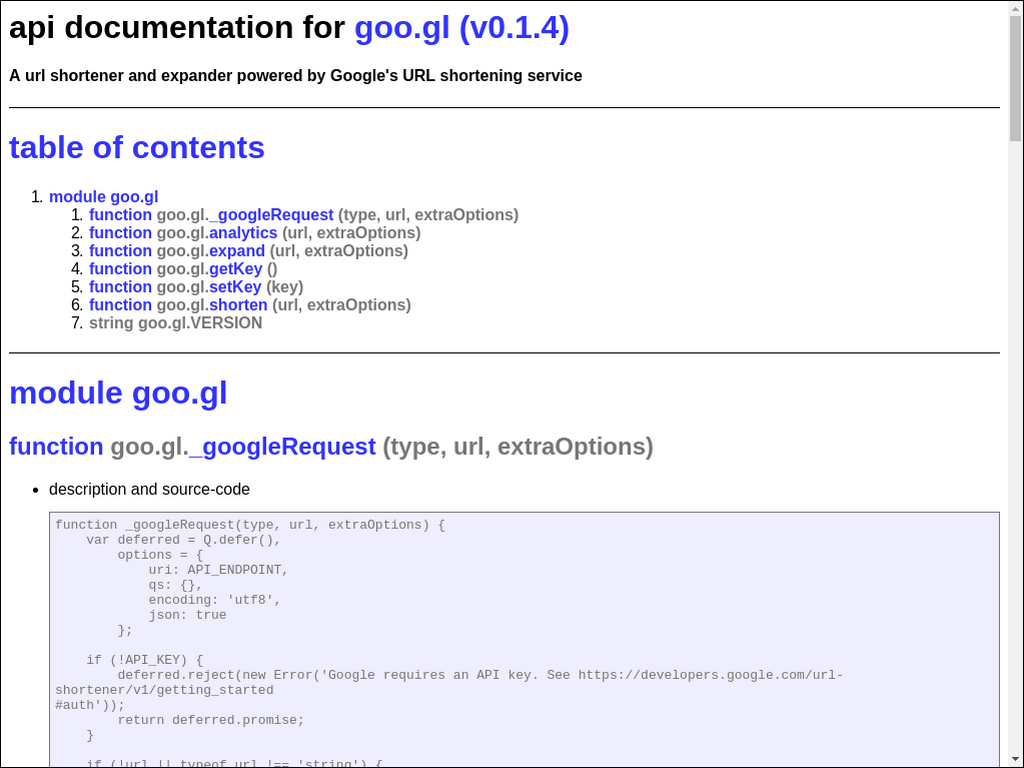 api documentation for goo.gl (v0.1.4)
A url shortener and expander powered by Google's URL shortening service
table of contents
1. module goo.gl
1. function goo.gl._googleRequest (type, url, extraOptions)
2. function goo.gl.analytics (url, extraOptions)
3. function goo.gl.expand (url, extraOptions)
4. function goo.gl.getKey ()
5. function goo.gl.setKey (key)
6. function goo.gl.shorten (url, extraOptions)
7. string goo.gl.VERSION
module goo.gl
function goo.gl._googleRequest (type, url, extraOptions)
• description and source-code
function _googleRequest(type, url, extraOptions) {
    var deferred = Q.defer(),
        options = {
            uri: API_ENDPOINT,
            qs: {},
            encoding: 'utf8',
            json: true
        };
    if (!API_KEY) {
        deferred.reject(new Error('Google requires an API key. See https://developers.google.com/url-
shortener/v1/getting_started
#auth'));
        return deferred.promise;
    }
    if (!url || typeof url !== 'string') {